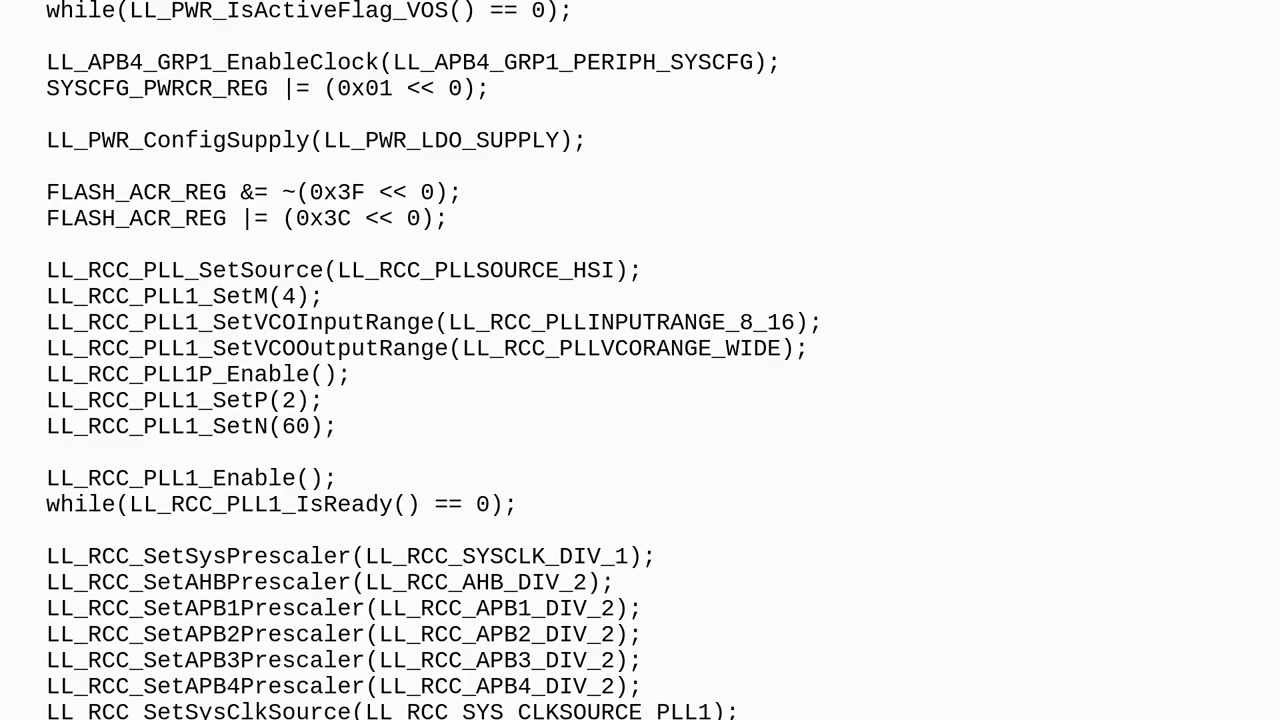 while(LL_PWR_IsActiveFlag_VOS() == 0);
LL_APB4_GRP1_EnableClock(LL_APB4_GRP1_PERIPH_SYSCFG);
SYSCFG_PWRCR_REG |= (0x01 << 0);
LL_PWR_ConfigSupply(LL_PWR_LDO_SUPPLY);
FLASH_ACR_REG &= ~(0x3F << 0);
FLASH_ACR_REG |= (0x3C << 0);
LL_RCC_PLL_SetSource(LL_RCC_PLLSOURCE_HSI);
LL_RCC_PLL1_SetM(4);
LL_RCC_PLL1_SetVCOInputRange(LL_RCC_PLLINPUTRANGE_8_16);
LL_RCC_PLL1_SetVCOOutputRange(LL_RCC_PLLVCORANGE_WIDE);
LL_RCC_PLL1P_Enable();
LL_RCC_PLL1_SetP(2);
LL_RCC_PLL1_SetN(60);
LL_RCC_PLL1_Enable();
while(LL_RCC_PLL1_IsReady() == 0);
LL_RCC_SetSysPrescaler(LL_RCC_SYSCLK_DIV_1);
LL_RCC_SetAHBPrescaler(LL_RCC_AHB_DIV_2);
LL_RCC_SetAPB1Prescaler(LL_RCC_APB1_DIV_2);
LL_RCC_SetAPB2Prescaler(LL_RCC_APB2_DIV_2);
LL_RCC_SetAPB3Prescaler(LL_RCC_APB3_DIV_2);
LL_RCC_SetAPB4Prescaler(LL_RCC_APB4_DIV_2);
LL_RCC_SetSysClkSource(LL_RCC_SYS_CLKSOURCE_PLL1);